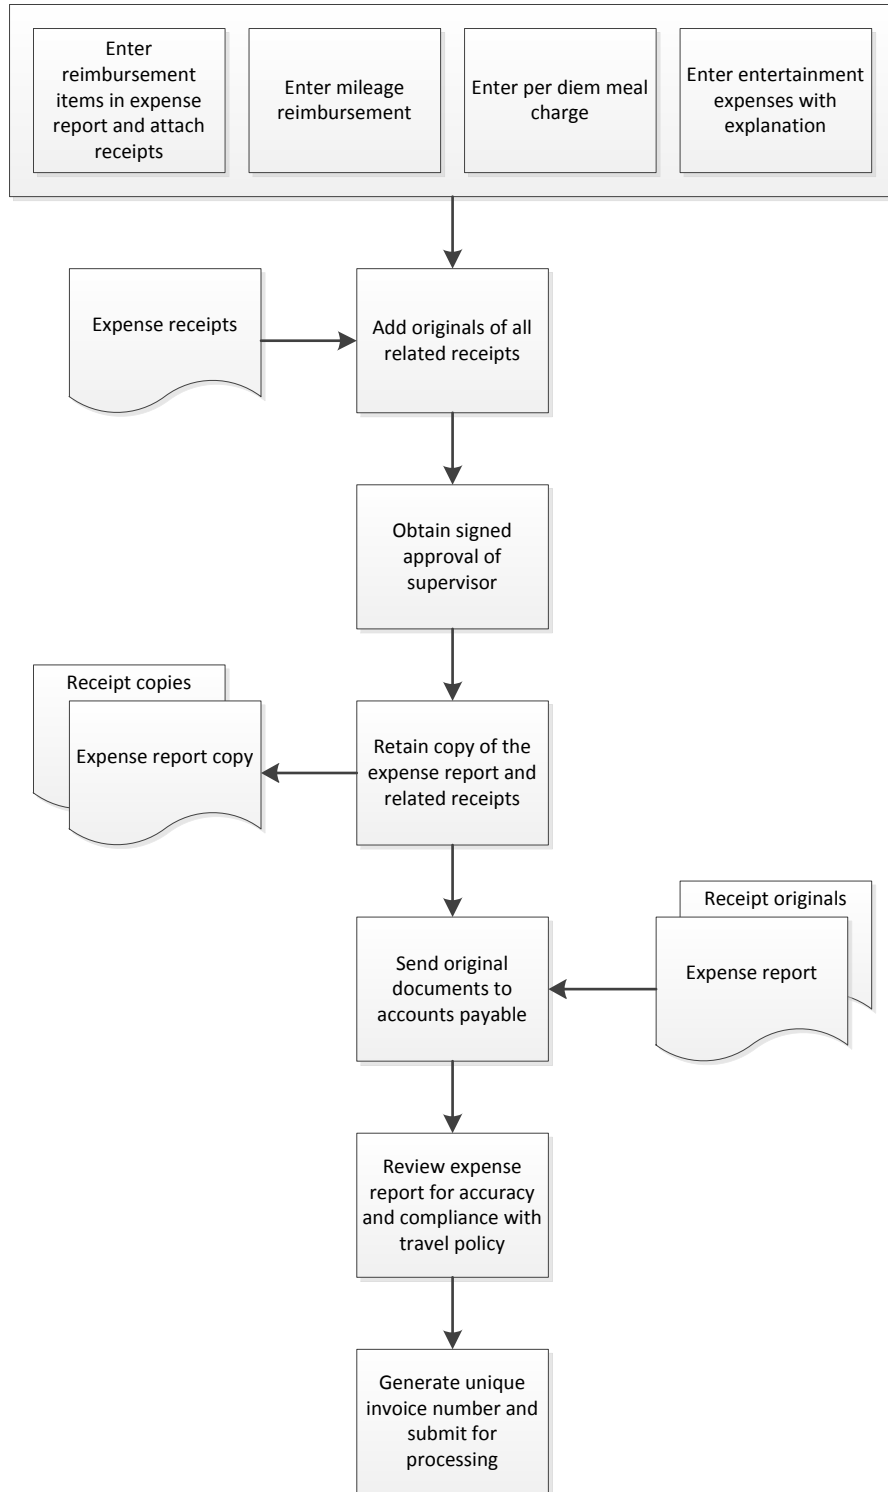 Enter
reimbursement
items in expense
report and attach
receipts
Enter mileage
reimbursement
Enter per diem meal
charge
Enter entertainment
expenses with
explanation
Expense receipts
Add originals of all
related receipts
Obtain signed
approval of
supervisor
Receipt copies
Expense report copy
Retain copy of the
expense report and
related receipts
Receipt originals
Expense report
Send original
documents to
accounts payable
Review expense
report for accuracy
and compliance with
travel policy
Generate unique
invoice number and
submit for
processing